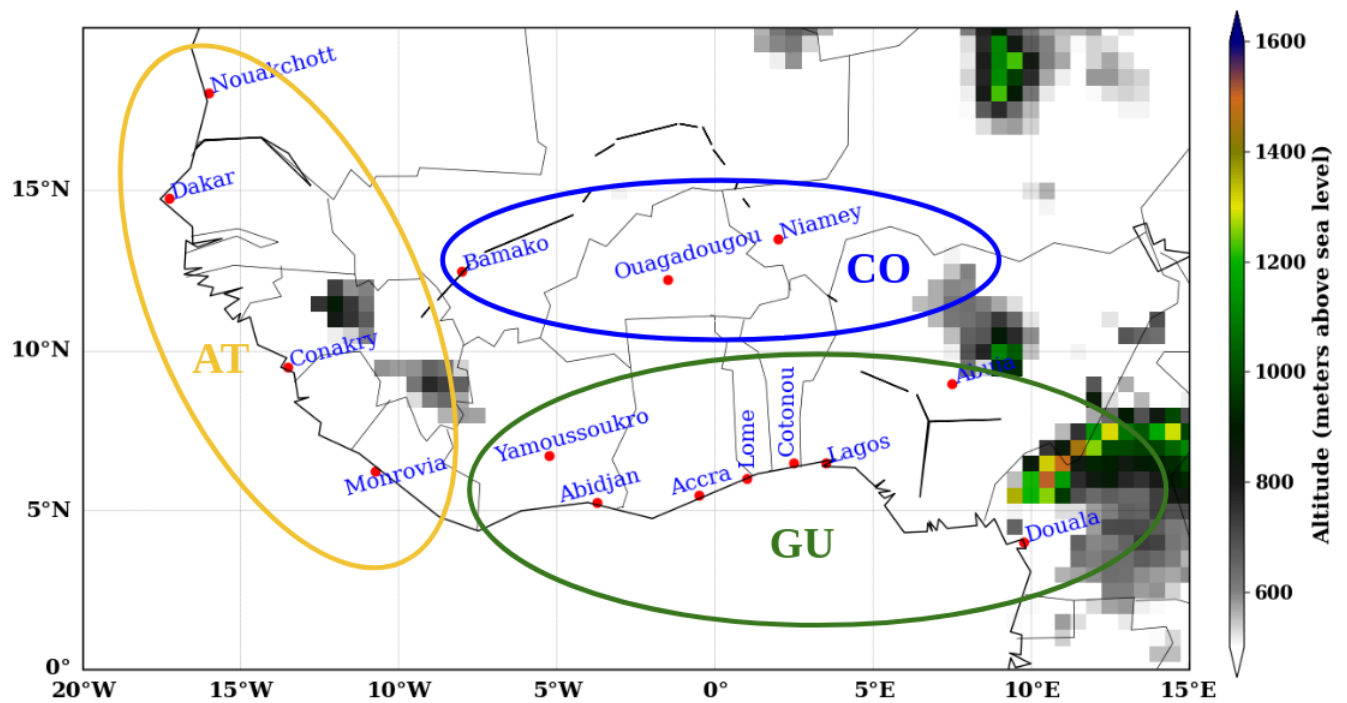 Nouakchott
Dakar
Bamako
Ouagadougou
Niamey
CO
Conakry
AT
Abuja
Cotonou
Lome
Yamoussoukro
Lagos
Monrovia
Abidjan
Accra
GU
Douala
15°N
10°N
5°N
0°
20°W
15°W
10°W
5°W
0°
5°E
10°E
15°E
1600
1400
1200
1000
800
600
Altitude (meters above sea level)